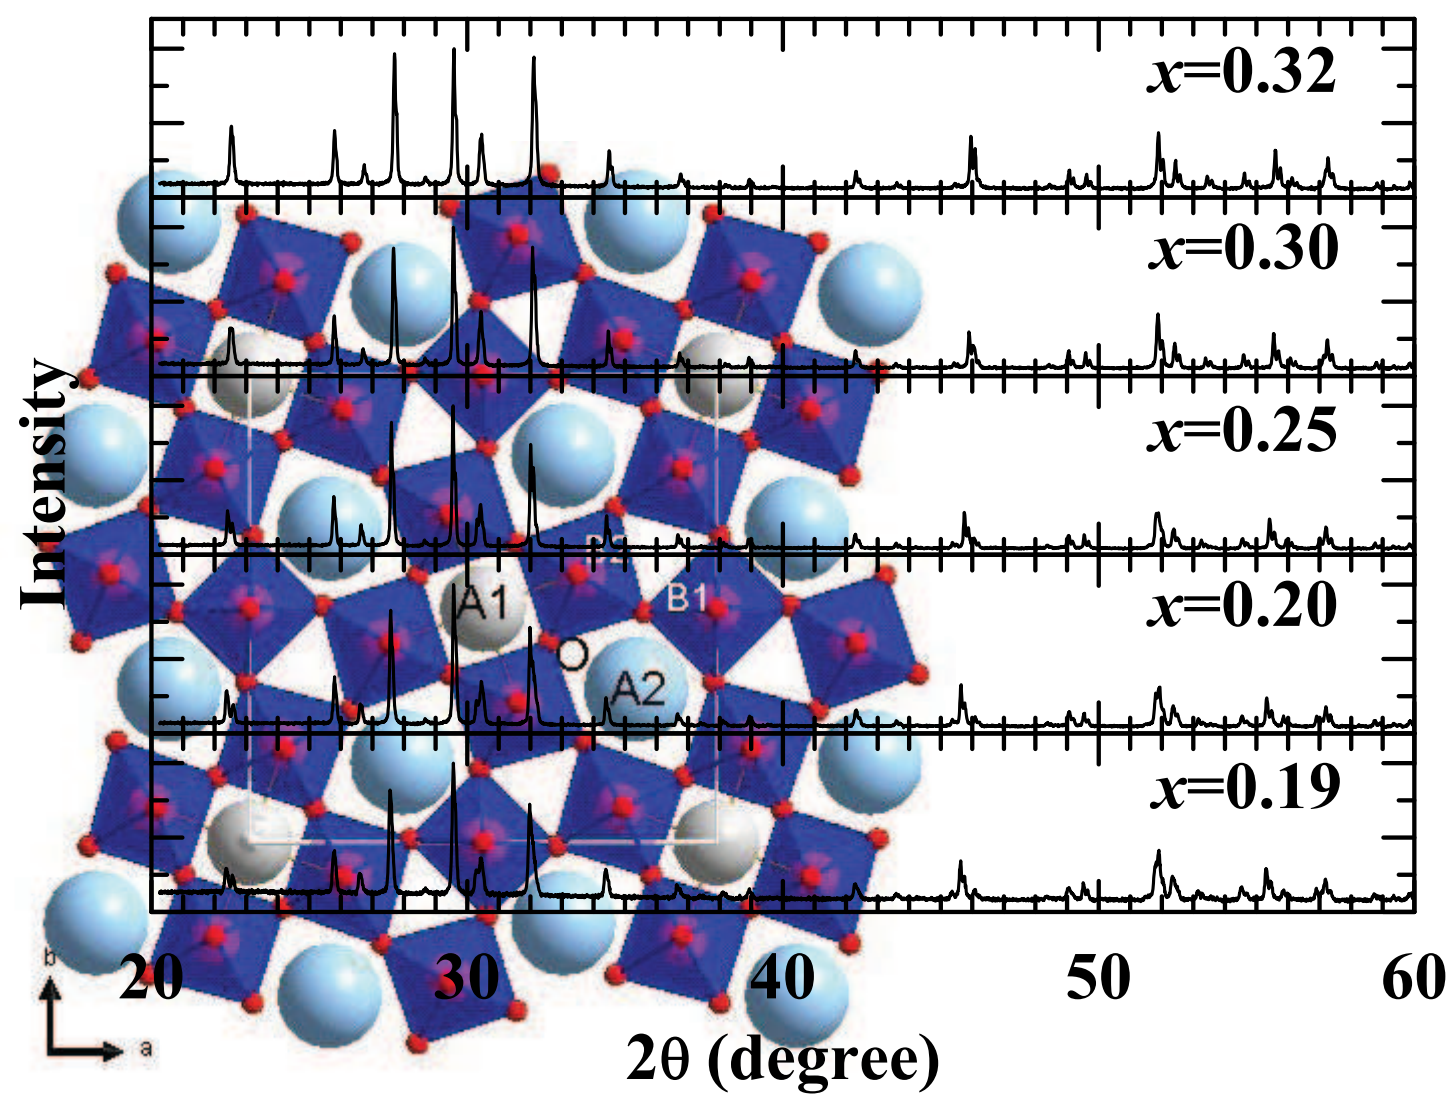 x=0.32
x=0.30
x=0.25
x=0.20
x=0.19
Intensity
B2
A1
B1
O
A2
b
a
20 30 40 50 60
2θ (degree)